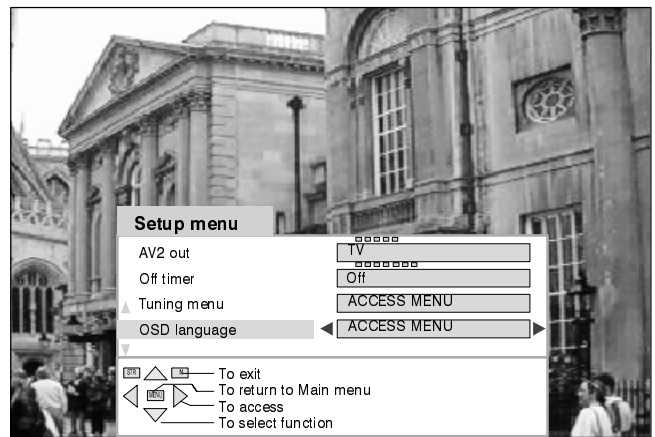 Setup menu
AV2 out TV
Off timer Off
Tuning menu ACCESS MENU
OSD language ACCESS MENU
STR N To exit
MENU To return to Main menu
To access
To select function